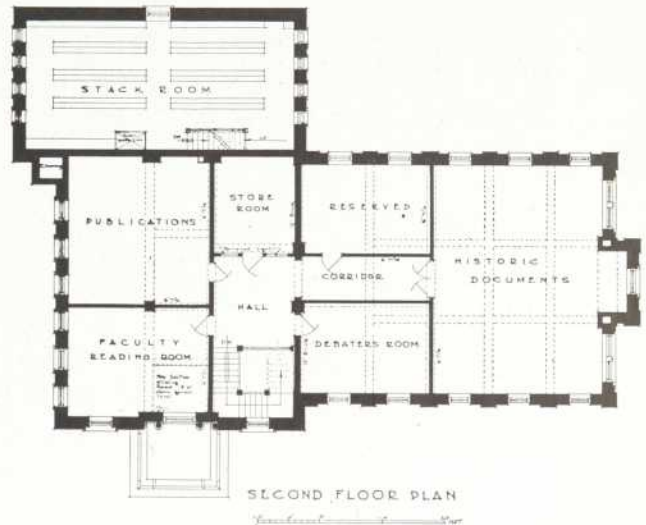 STACK ROOM
PUBLICATIONS
STORE
ROOM
RESERVED
HISTORIC
DOCUMENTS
CORRIDOR
HALL
FACULTY
READING ROOM
DEBATERS ROOM
SECOND FLOOR PLAN